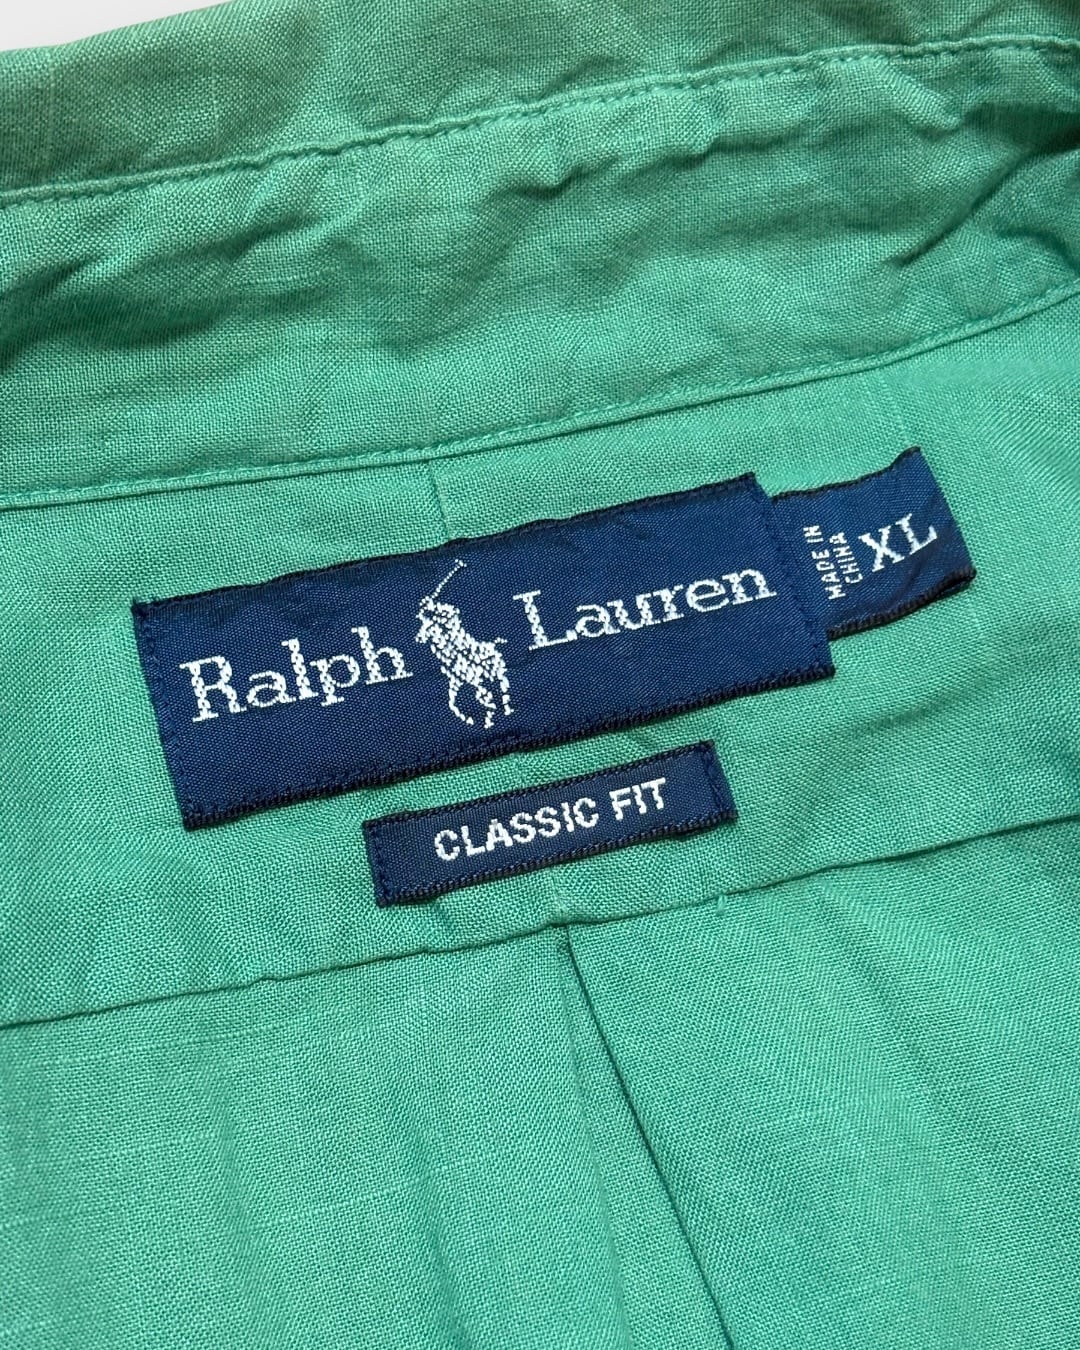 Ralph Lauren
MADE IN
CHINA
XL
CLASSIC FIT